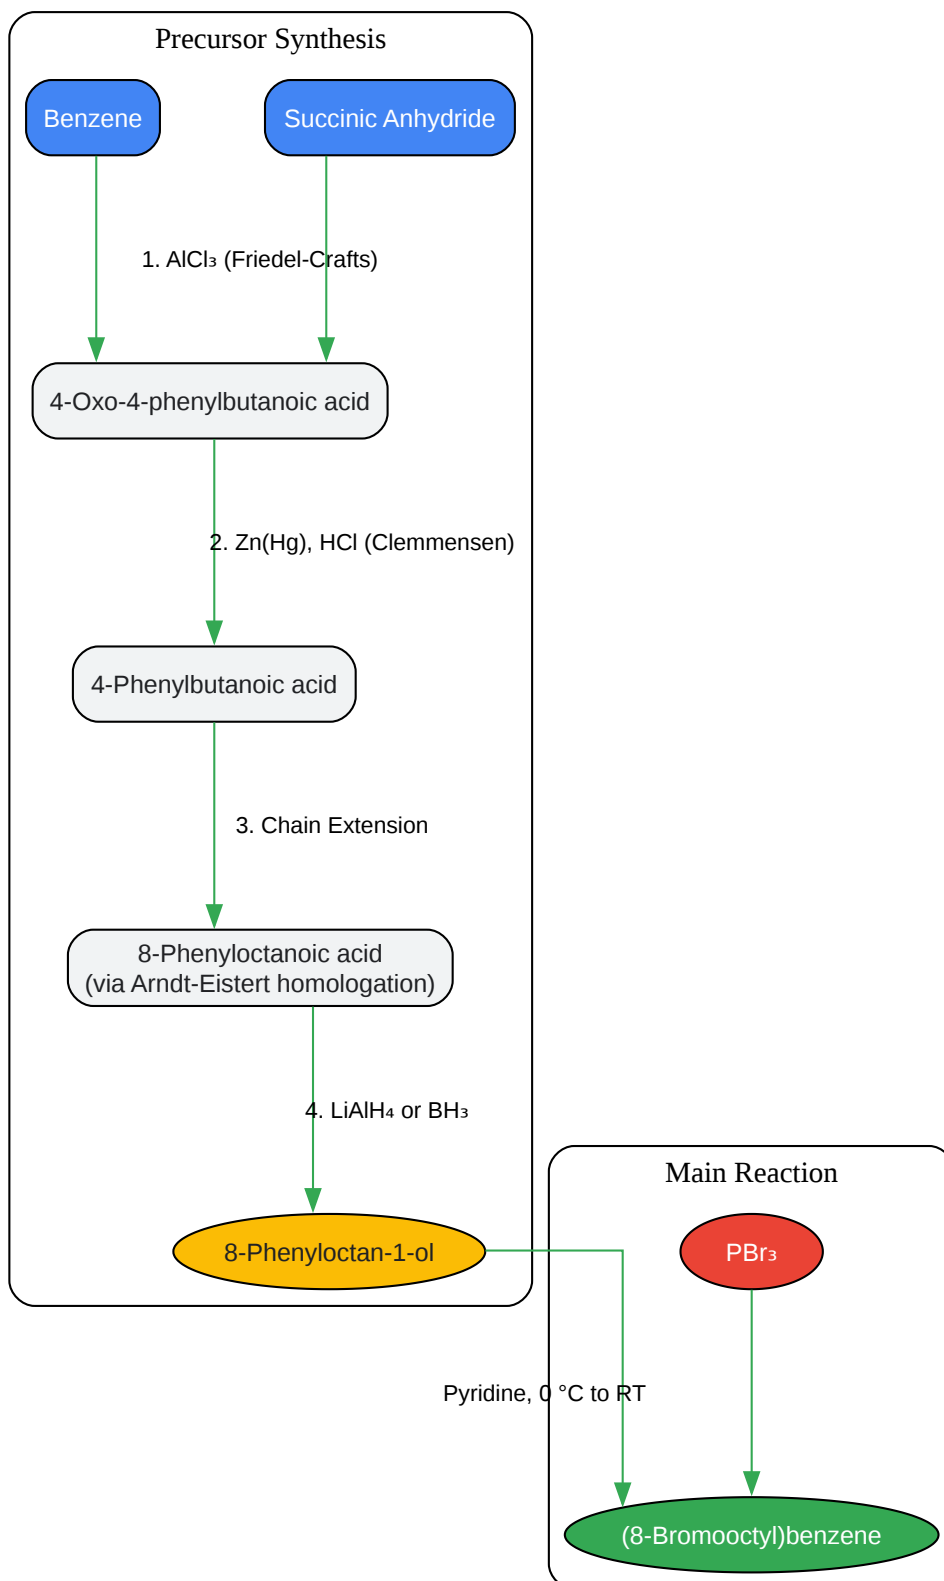 Precursor Synthesis
Benzene
Succinic Anhydride
1. AlCl₃ (Friedel-Crafts)
4-Oxo-4-phenylbutanoic acid
2. Zn(Hg), HCl (Clemmensen)
4-Phenylbutanoic acid
3. Chain Extension
8-Phenyloctanoic acid
(via Arndt-Eistert homologation)
4. LiAlH₄ or BH₃
8-Phenyloctan-1-ol
Main Reaction
PBr₃
Pyridine, 0 °C to RT
(8-Bromooctyl)benzene